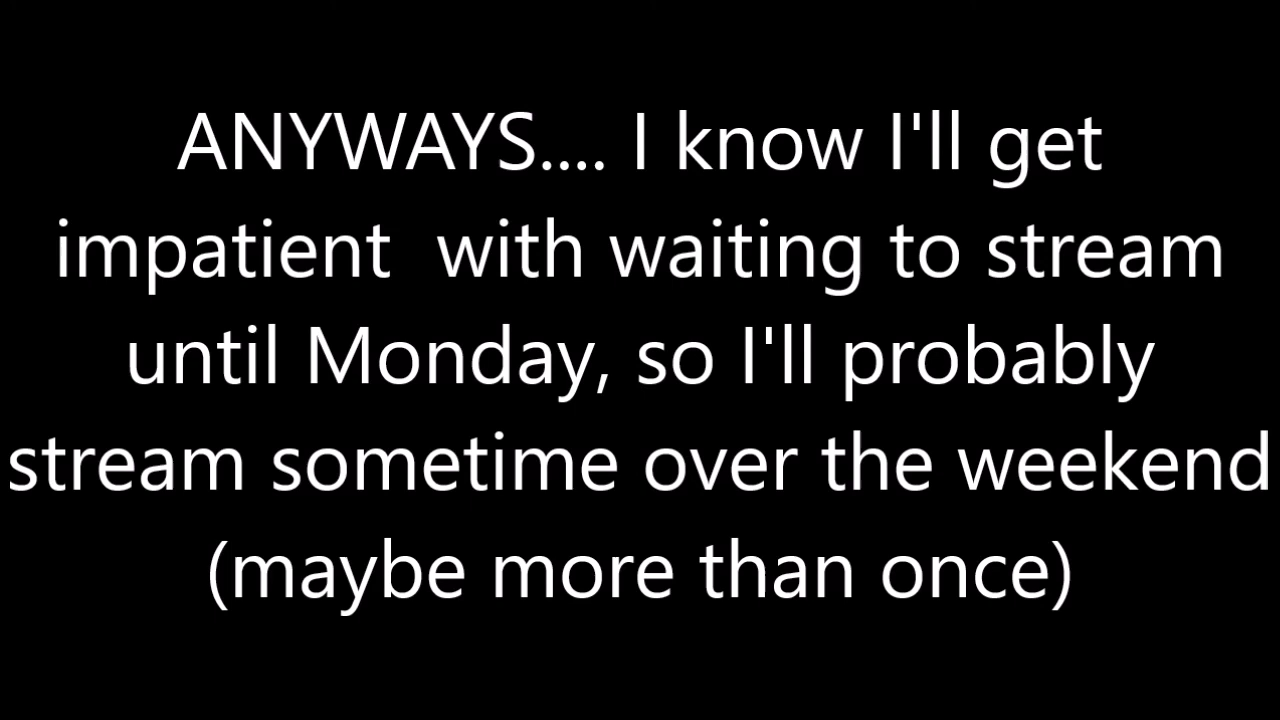 ANYWAYS.... I know I'll get
impatient  with waiting to stream
until Monday, so I'll probably
stream sometime over the weekend
(maybe more than once)